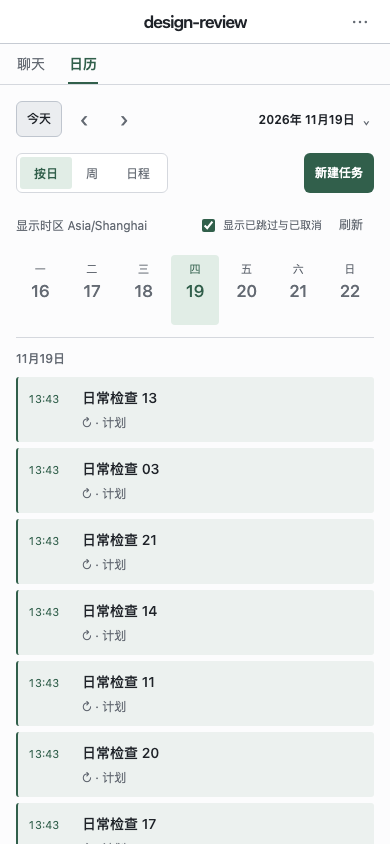 design-review
聊天 日历
今天 2026年 11月19日
按日 周 日程 新建任务
显示时区 Asia/Shanghai 显示已跳过与已取消 刷新
一 二 三 四 五 六 日
16 17 18 19 20 21 22
11月19日
13:43 日常检查 13
· 计划
13:43 日常检查 03
· 计划
13:43 日常检查 21
· 计划
13:43 日常检查 14
· 计划
13:43 日常检查 11
· 计划
13:43 日常检查 20
· 计划
13:43 日常检查 17